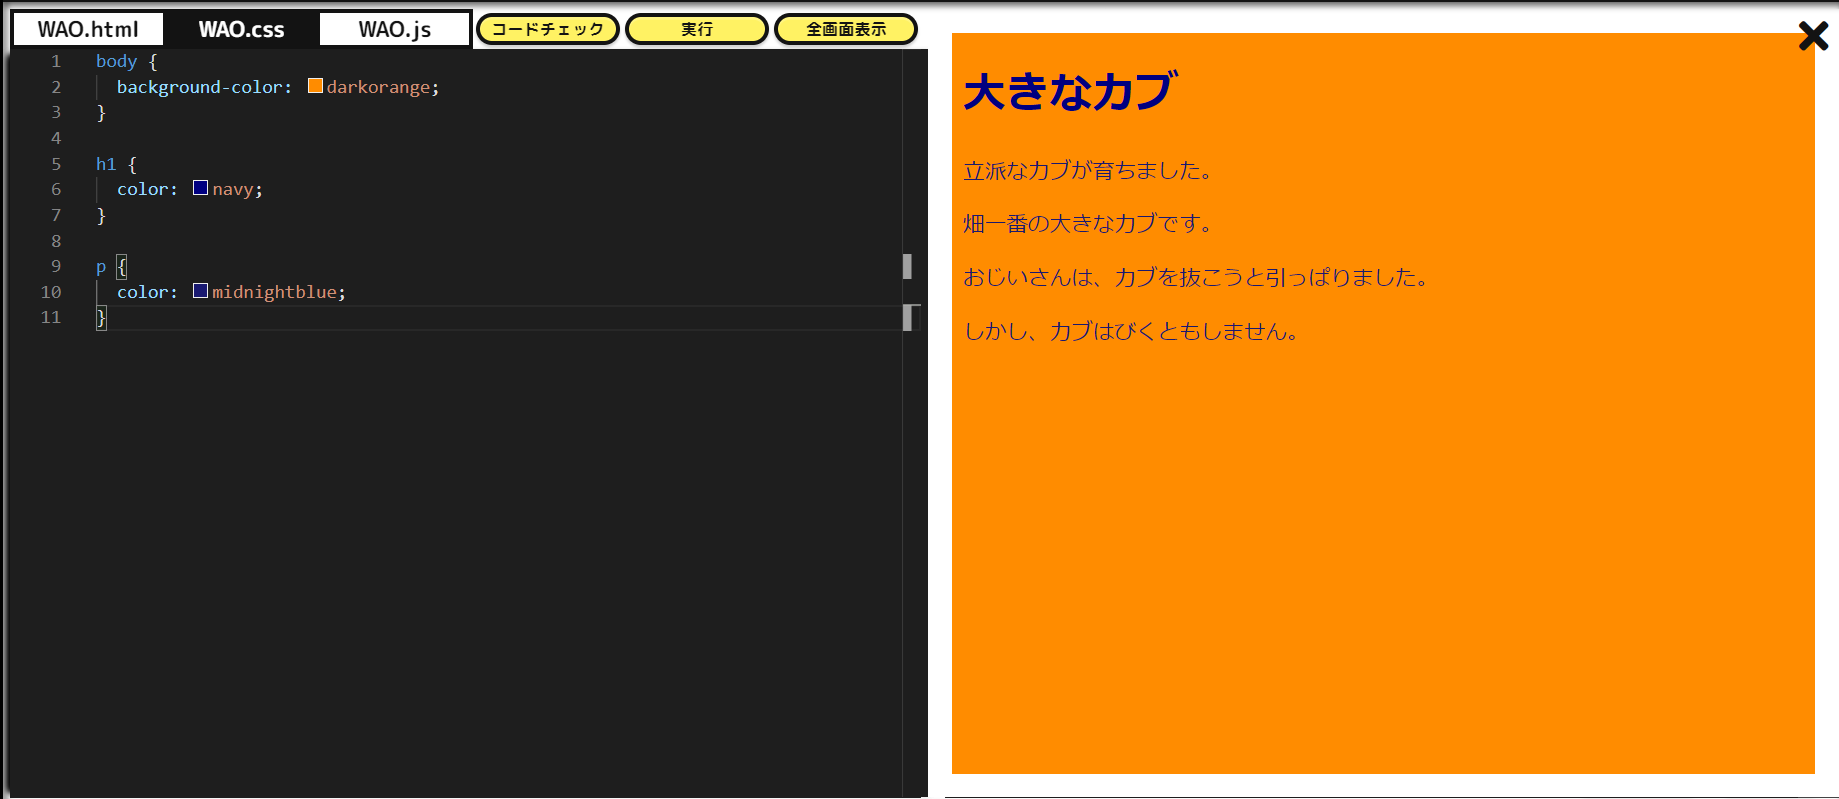 WAO.html WAO.css WAO.js コードチェック 実行 全画面表示
1 body {
2 background-color: darkorange;
3 }
4
5 h1 {
6 color: navy;
7 }
8
9 p {
10 color: midnightblue;
11 }
大きなカブ
立派なカブが育ちました。
畑一番の大きなカブです。
おじいさんは、カブを抜こうと引っぱりました。
しかし、カブはびくともしません。